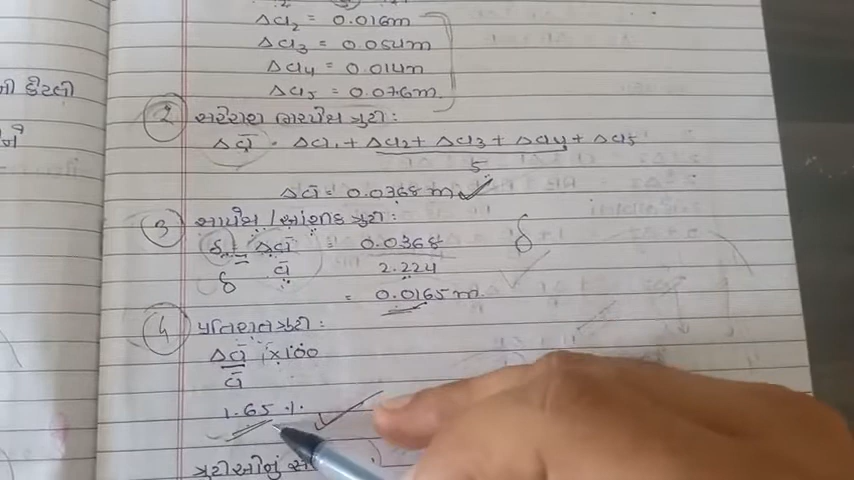 Δa₂ = 0.016m
Δa₃ = 0.054m
Δa₄ = 0.014m
Δa₅ = 0.076m
કેટલી
② સરેરાશ નિરપેક્ષ ત્રુટી:
Δā = Δa₁ + Δa₂ + Δa₃ + Δa₄ + Δa₅
5
Δā = 0.0368 m ✓
③ સાપેક્ષ / આંશિક ત્રુટી:
Δā = 0.0368 δ
δ ā 2.224
= 0.0165 m
④ પ્રતિશત ત્રુટી:
Δā × 100
ā
1.65 %. ✓
ત્રુટીઓનું